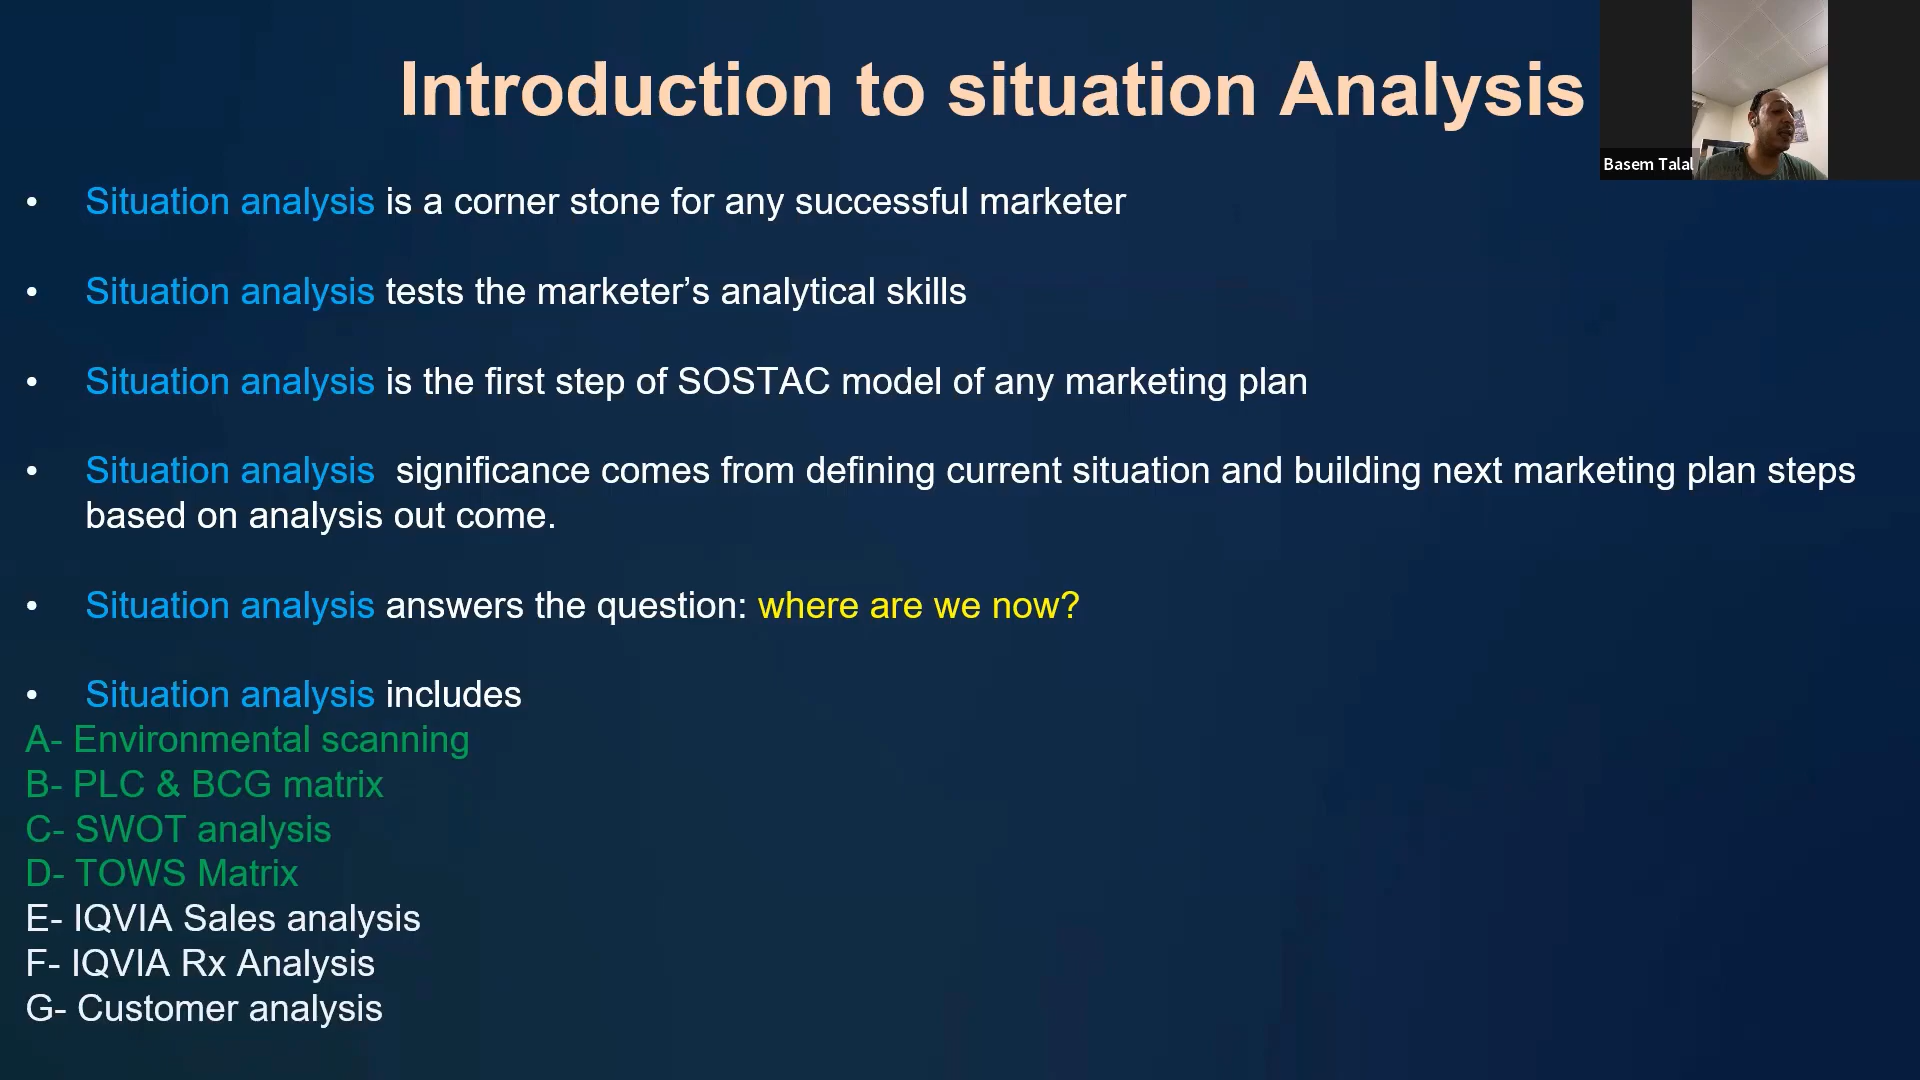 Introduction to situation Analysis
Basem Talal
• Situation analysis is a corner stone for any successful marketer
• Situation analysis tests the marketer’s analytical skills
• Situation analysis is the first step of SOSTAC model of any marketing plan
• Situation analysis  significance comes from defining current situation and building next marketing plan steps
based on analysis out come.
• Situation analysis answers the question: where are we now?
• Situation analysis includes
A- Environmental scanning
B- PLC & BCG matrix
C- SWOT analysis
D- TOWS Matrix
E- IQVIA Sales analysis
F- IQVIA Rx Analysis
G- Customer analysis